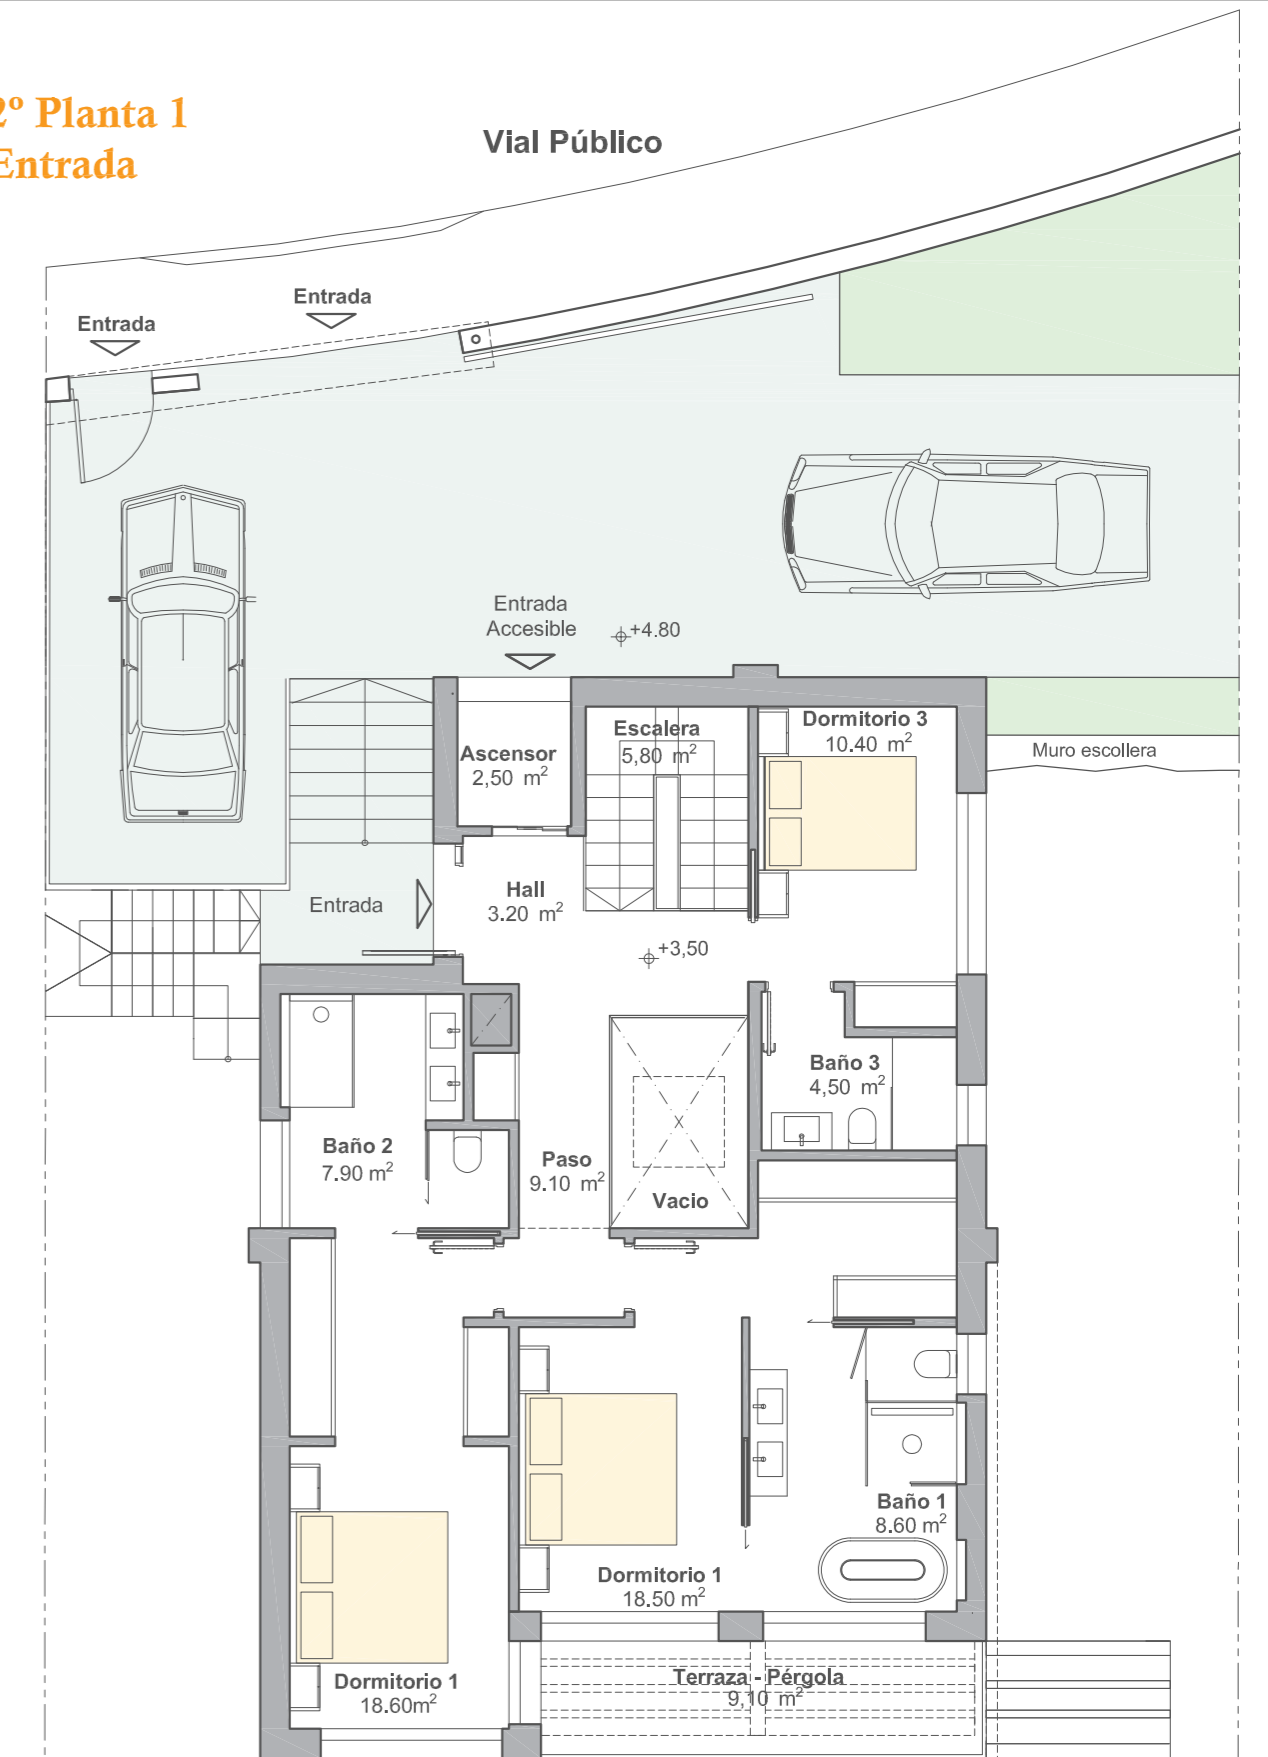 2º Planta 1
Entrada
Vial Público
Entrada
Entrada
Entrada
Accesible
+4.80
Dormitorio 3
10.40 m²
Escalera
5,80 m²
Ascensor
2,50 m²
Muro escollera
Hall
3.20 m²
Entrada
+3,50
Baño 3
4,50 m²
Baño 2
7.90 m²
Paso
9.10 m²
Vacio
Baño 1
8.60 m²
Dormitorio 1
18.50 m²
Dormitorio 1
18.60m²
Terraza - Pérgola
9,10 m²